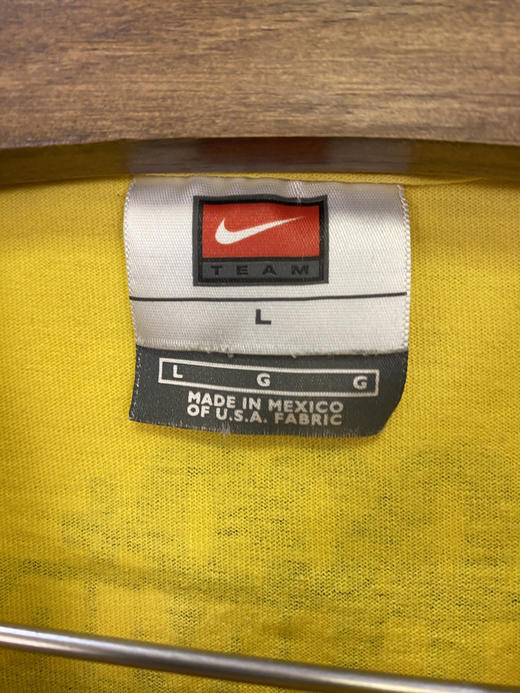 TEAM
L
L G G
MADE IN MEXICO
OF U.S.A. FABRIC